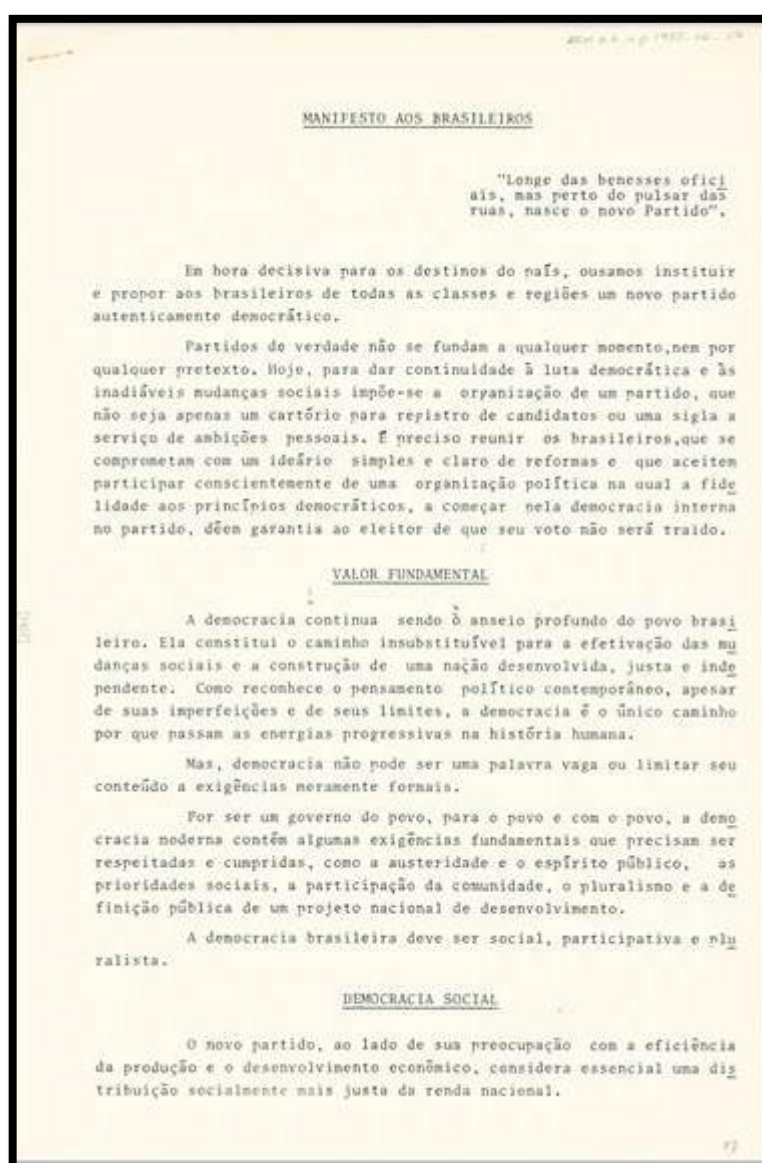 MANIFESTO AOS BRASILEIROS
"Longe das benesses ofici
ais, mas perto do pulsar das
ruas, nasce o novo Partido".
Em hora decisiva para os destinos do país, ousamos instituir
e propor aos brasileiros de todas as classes e regiões um novo partido
autenticamente democrático.
Partidos de verdade não se fundam a qualquer momento,nem por
qualquer pretexto. Hoje, para dar continuidade à luta democrática e às
inadiáveis mudanças sociais impõe-se a organização de um partido, que
não seja apenas um cartório para registro de candidatos ou uma sigla a
serviço de ambições pessoais. É preciso reunir os brasileiros,que se
comprometam com um ideário simples e claro de reformas e que aceitem
participar conscientemente de uma organização política na qual a fide
lidade aos princípios democráticos, a começar pela democracia interna
no partido, dêem garantia ao eleitor de que seu voto não será traido.
VALOR FUNDAMENTAL
A democracia continua sendo o anseio profundo do povo brasi
leiro. Ela constitui o caminho insubstituível para a efetivação das mu
danças sociais e a construção de uma nação desenvolvida, justa e inde
pendente. Como reconhece o pensamento político contemporâneo, apesar
de suas imperfeições e de seus limites, a democracia é o único caminho
por que passam as energias progressivas na história humana.
Mas, democracia não pode ser uma palavra vaga ou limitar seu
conteúdo a exigências meramente formais.
Por ser um governo do povo, para o povo e com o povo, a demo
cracia moderna contém algumas exigências fundamentais que precisam ser
respeitadas e cumpridas, como a austeridade e o espírito público, as
prioridades sociais, a participação da comunidade, o pluralismo e a de
finição pública de um projeto nacional de desenvolvimento.
A democracia brasileira deve ser social, participativa e plu
ralista.
DEMOCRACIA SOCIAL
O novo partido, ao lado de sua preocupação com a eficiência
da produção e o desenvolvimento econômico, considera essencial uma dis
tribuição socialmente mais justa da renda nacional.